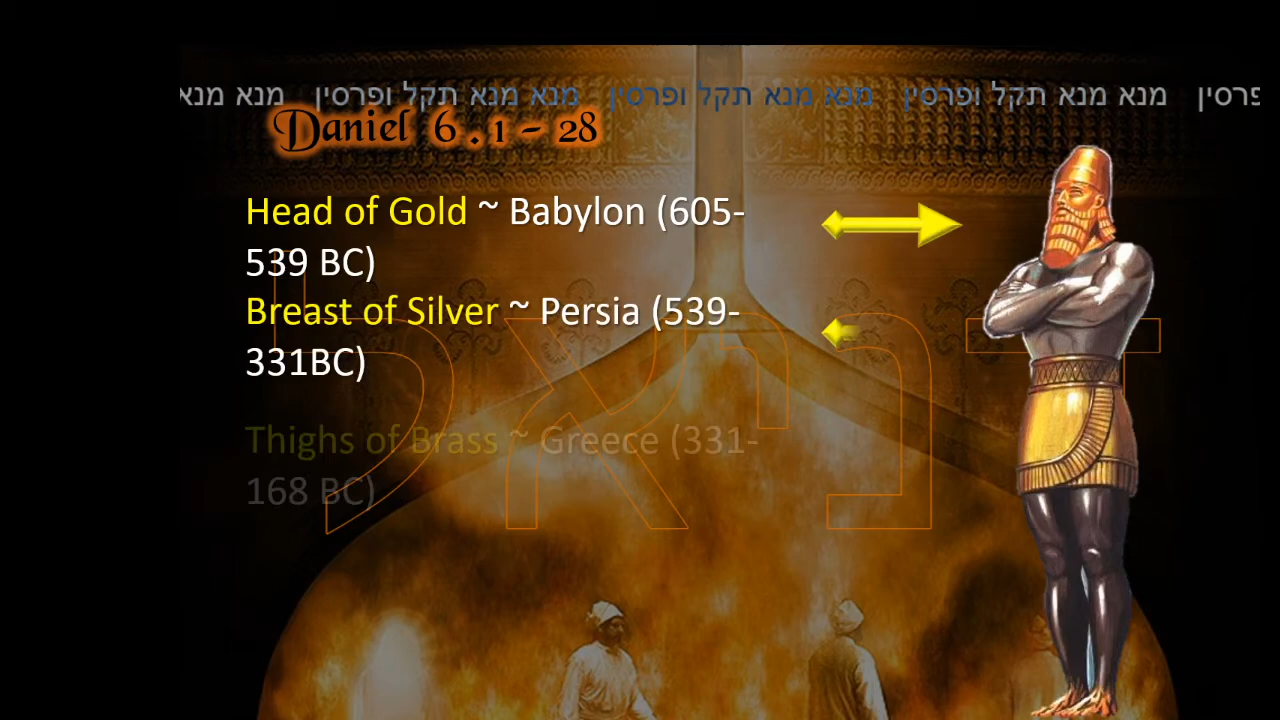 מנא מנא תקל ופרסין מנא מנא תקל ופרסין מנא מנא תקל ופרסין מנא מנא
Daniel 6 . 1 - 28
Head of Gold ~ Babylon (605-
539 BC)
Breast of Silver ~ Persia (539-
331BC)
Thighs of Brass ~ Greece (331-
168 BC)
דניאל